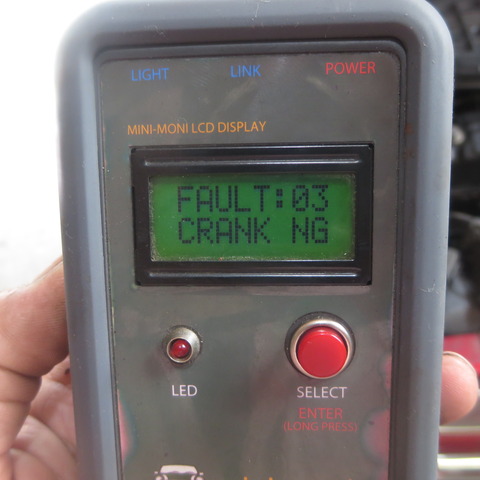 LIGHT LINK POWER
MINI-MONI LCD DISPLAY
FAULT:03
CRANK NG
LED SELECT
ENTER
(LONG PRESS)